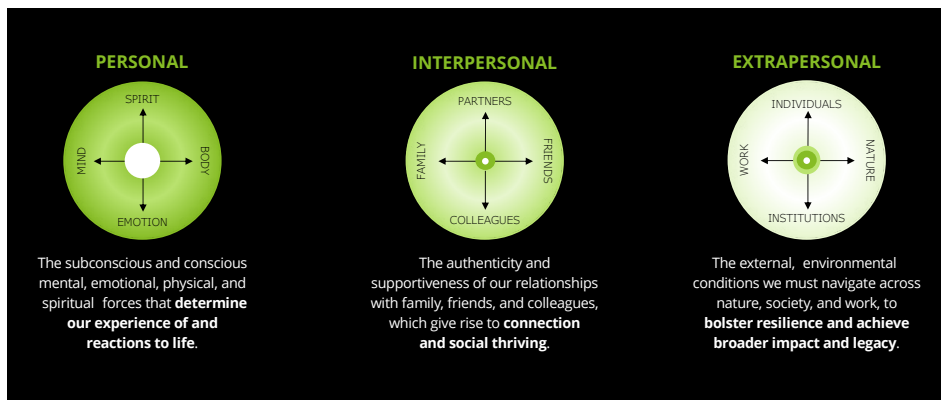 PERSONAL
SPIRIT
MIND
BODY
EMOTION
The subconscious and conscious
mental, emotional, physical, and
spiritual forces that determine
our experience of and
reactions to life.
INTERPERSONAL
PARTNERS
FAMILY
FRIENDS
COLLEAGUES
The authenticity and
supportiveness of our relationships
with family, friends, and colleagues,
which give rise to connection
and social thriving.
EXTRAPERSONAL
INDIVIDUALS
WORK
NATURE
INSTITUTIONS
The external, environmental
conditions we must navigate across
nature, society, and work, to
bolster resilience and achieve
broader impact and legacy.